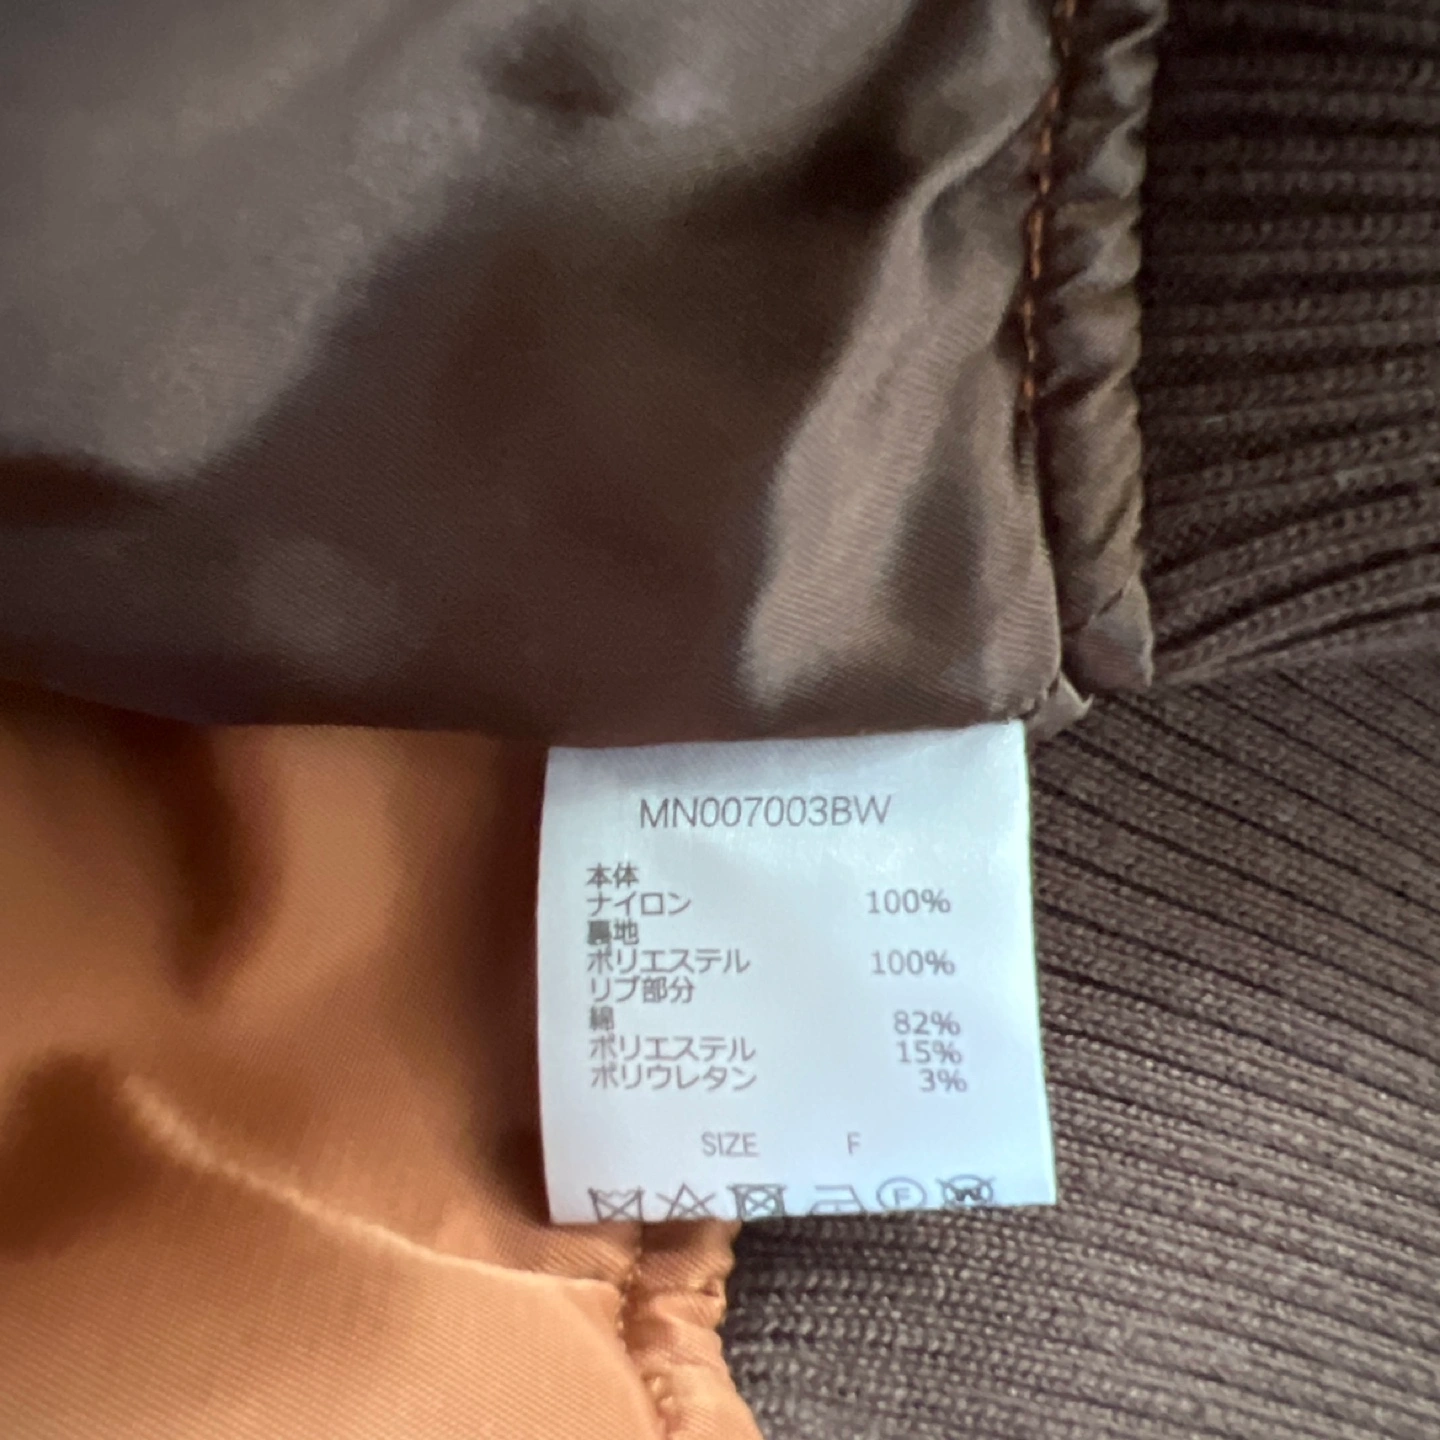 MN007003BW
本体
ナイロン 100%
裏地
ポリエステル 100%
リブ部分
綿 82%
ポリエステル 15%
ポリウレタン 3%
SIZE F
F
W